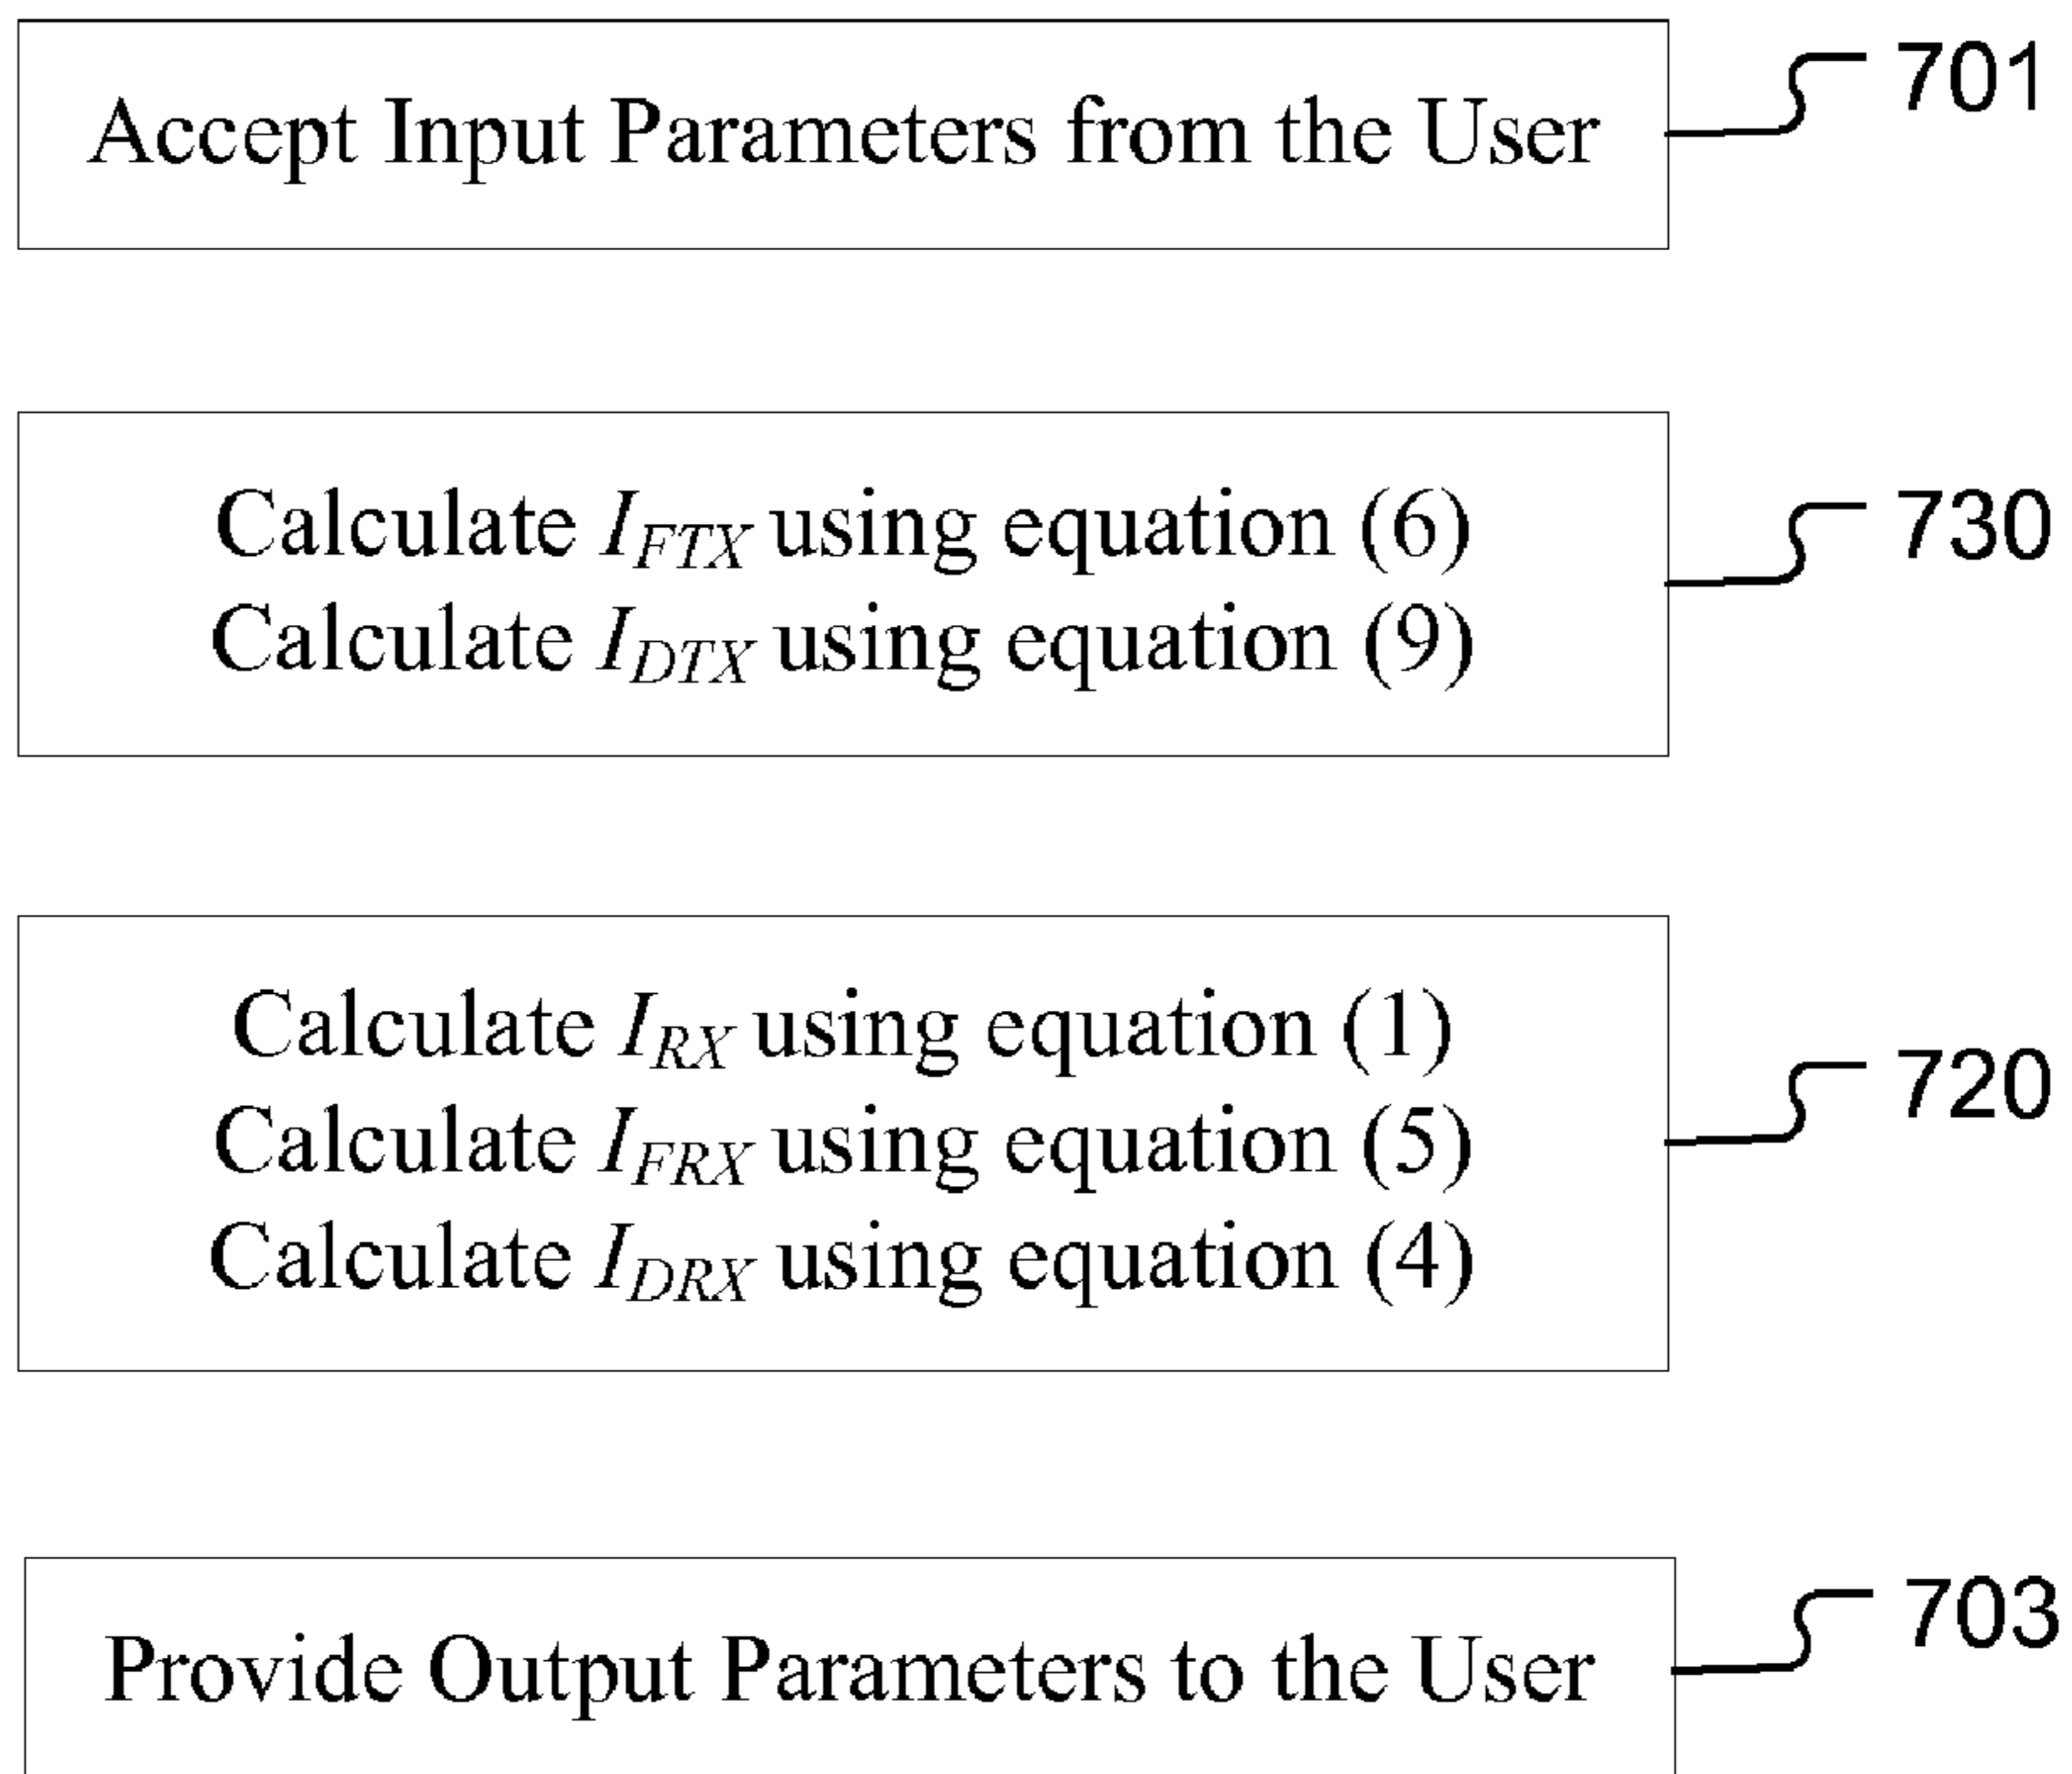 Accept Input Parameters from the User
701
Calculate I_FTX using equation (6)
Calculate I_DTX using equation (9)
730
Calculate I_RX using equation (1)
Calculate I_FRX using equation (5)
Calculate I_DRX using equation (4)
720
Provide Output Parameters to the User
703